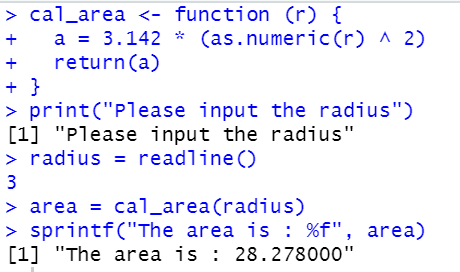 > cal_area <- function (r) {
+   a = 3.142 * (as.numeric(r) ^ 2)
+   return(a)
+ }
> print("Please input the radius")
[1] "Please input the radius"
> radius = readline()
3
> area = cal_area(radius)
> sprintf("The area is : %f", area)
[1] "The area is : 28.278000"